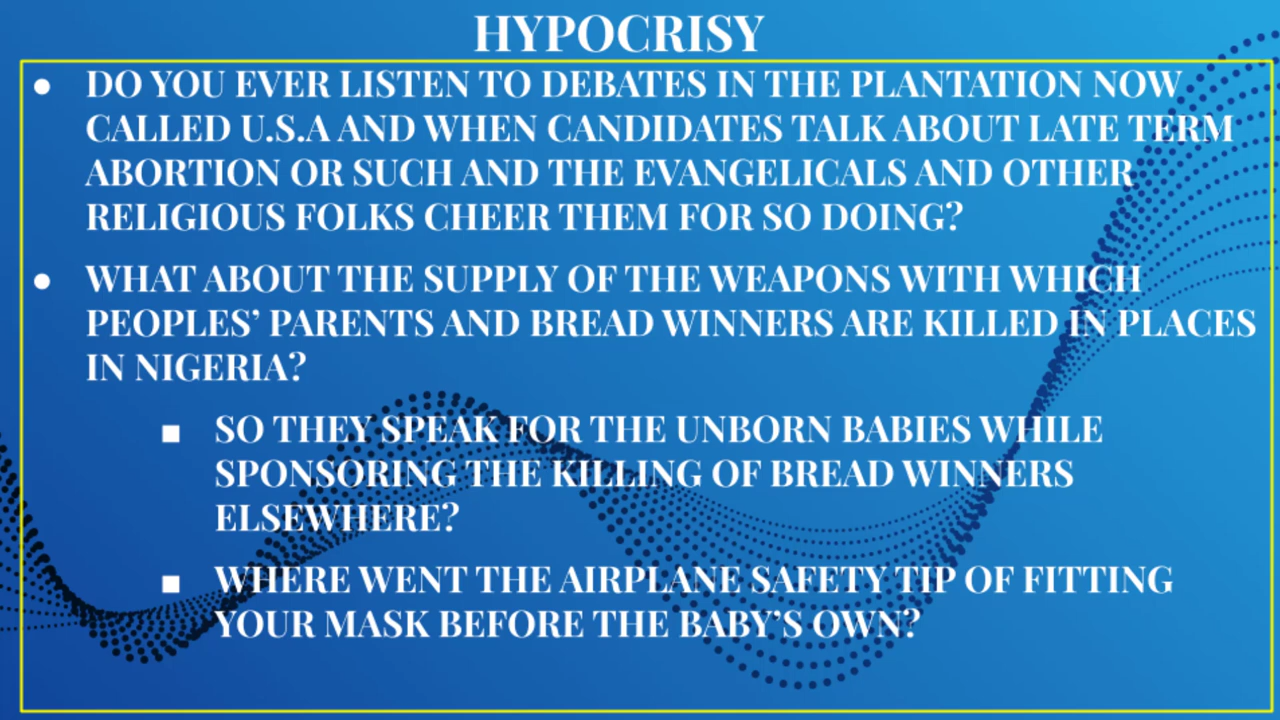 HYPOCRISY
● DO YOU EVER LISTEN TO DEBATES IN THE PLANTATION NOW
CALLED U.S.A AND WHEN CANDIDATES TALK ABOUT LATE TERM
ABORTION OR SUCH AND THE EVANGELICALS AND OTHER
RELIGIOUS FOLKS CHEER THEM FOR SO DOING?
● WHAT ABOUT THE SUPPLY OF THE WEAPONS WITH WHICH
PEOPLES’ PARENTS AND BREAD WINNERS ARE KILLED IN PLACES
IN NIGERIA?
■ SO THEY SPEAK FOR THE UNBORN BABIES WHILE
SPONSORING THE KILLING OF BREAD WINNERS
ELSEWHERE?
■ WHERE WENT THE AIRPLANE SAFETY TIP OF FITTING
YOUR MASK BEFORE THE BABY’S OWN?